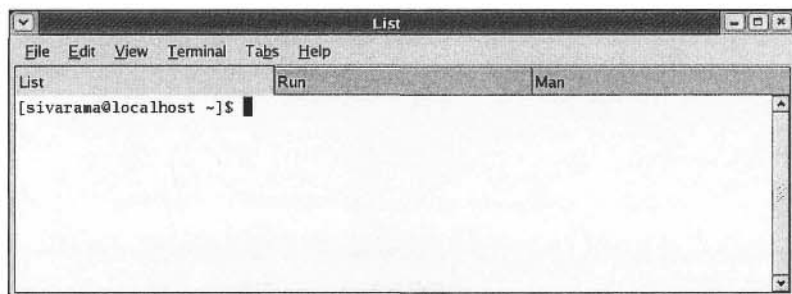 List
File Edit View Terminal Tabs Help
List Run Man
[sivarama@localhost ~]$